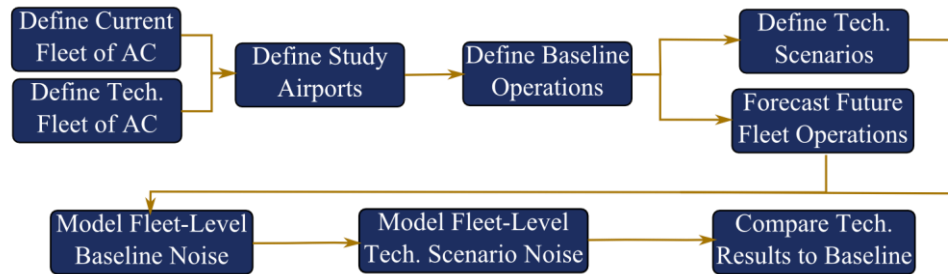 Define Current
Fleet of AC
Define Tech.
Fleet of AC
Define Study
Airports
Define Baseline
Operations
Define Tech.
Scenarios
Forecast Future
Fleet Operations
Model Fleet-Level
Baseline Noise
Model Fleet-Level
Tech. Scenario Noise
Compare Tech.
Results to Baseline